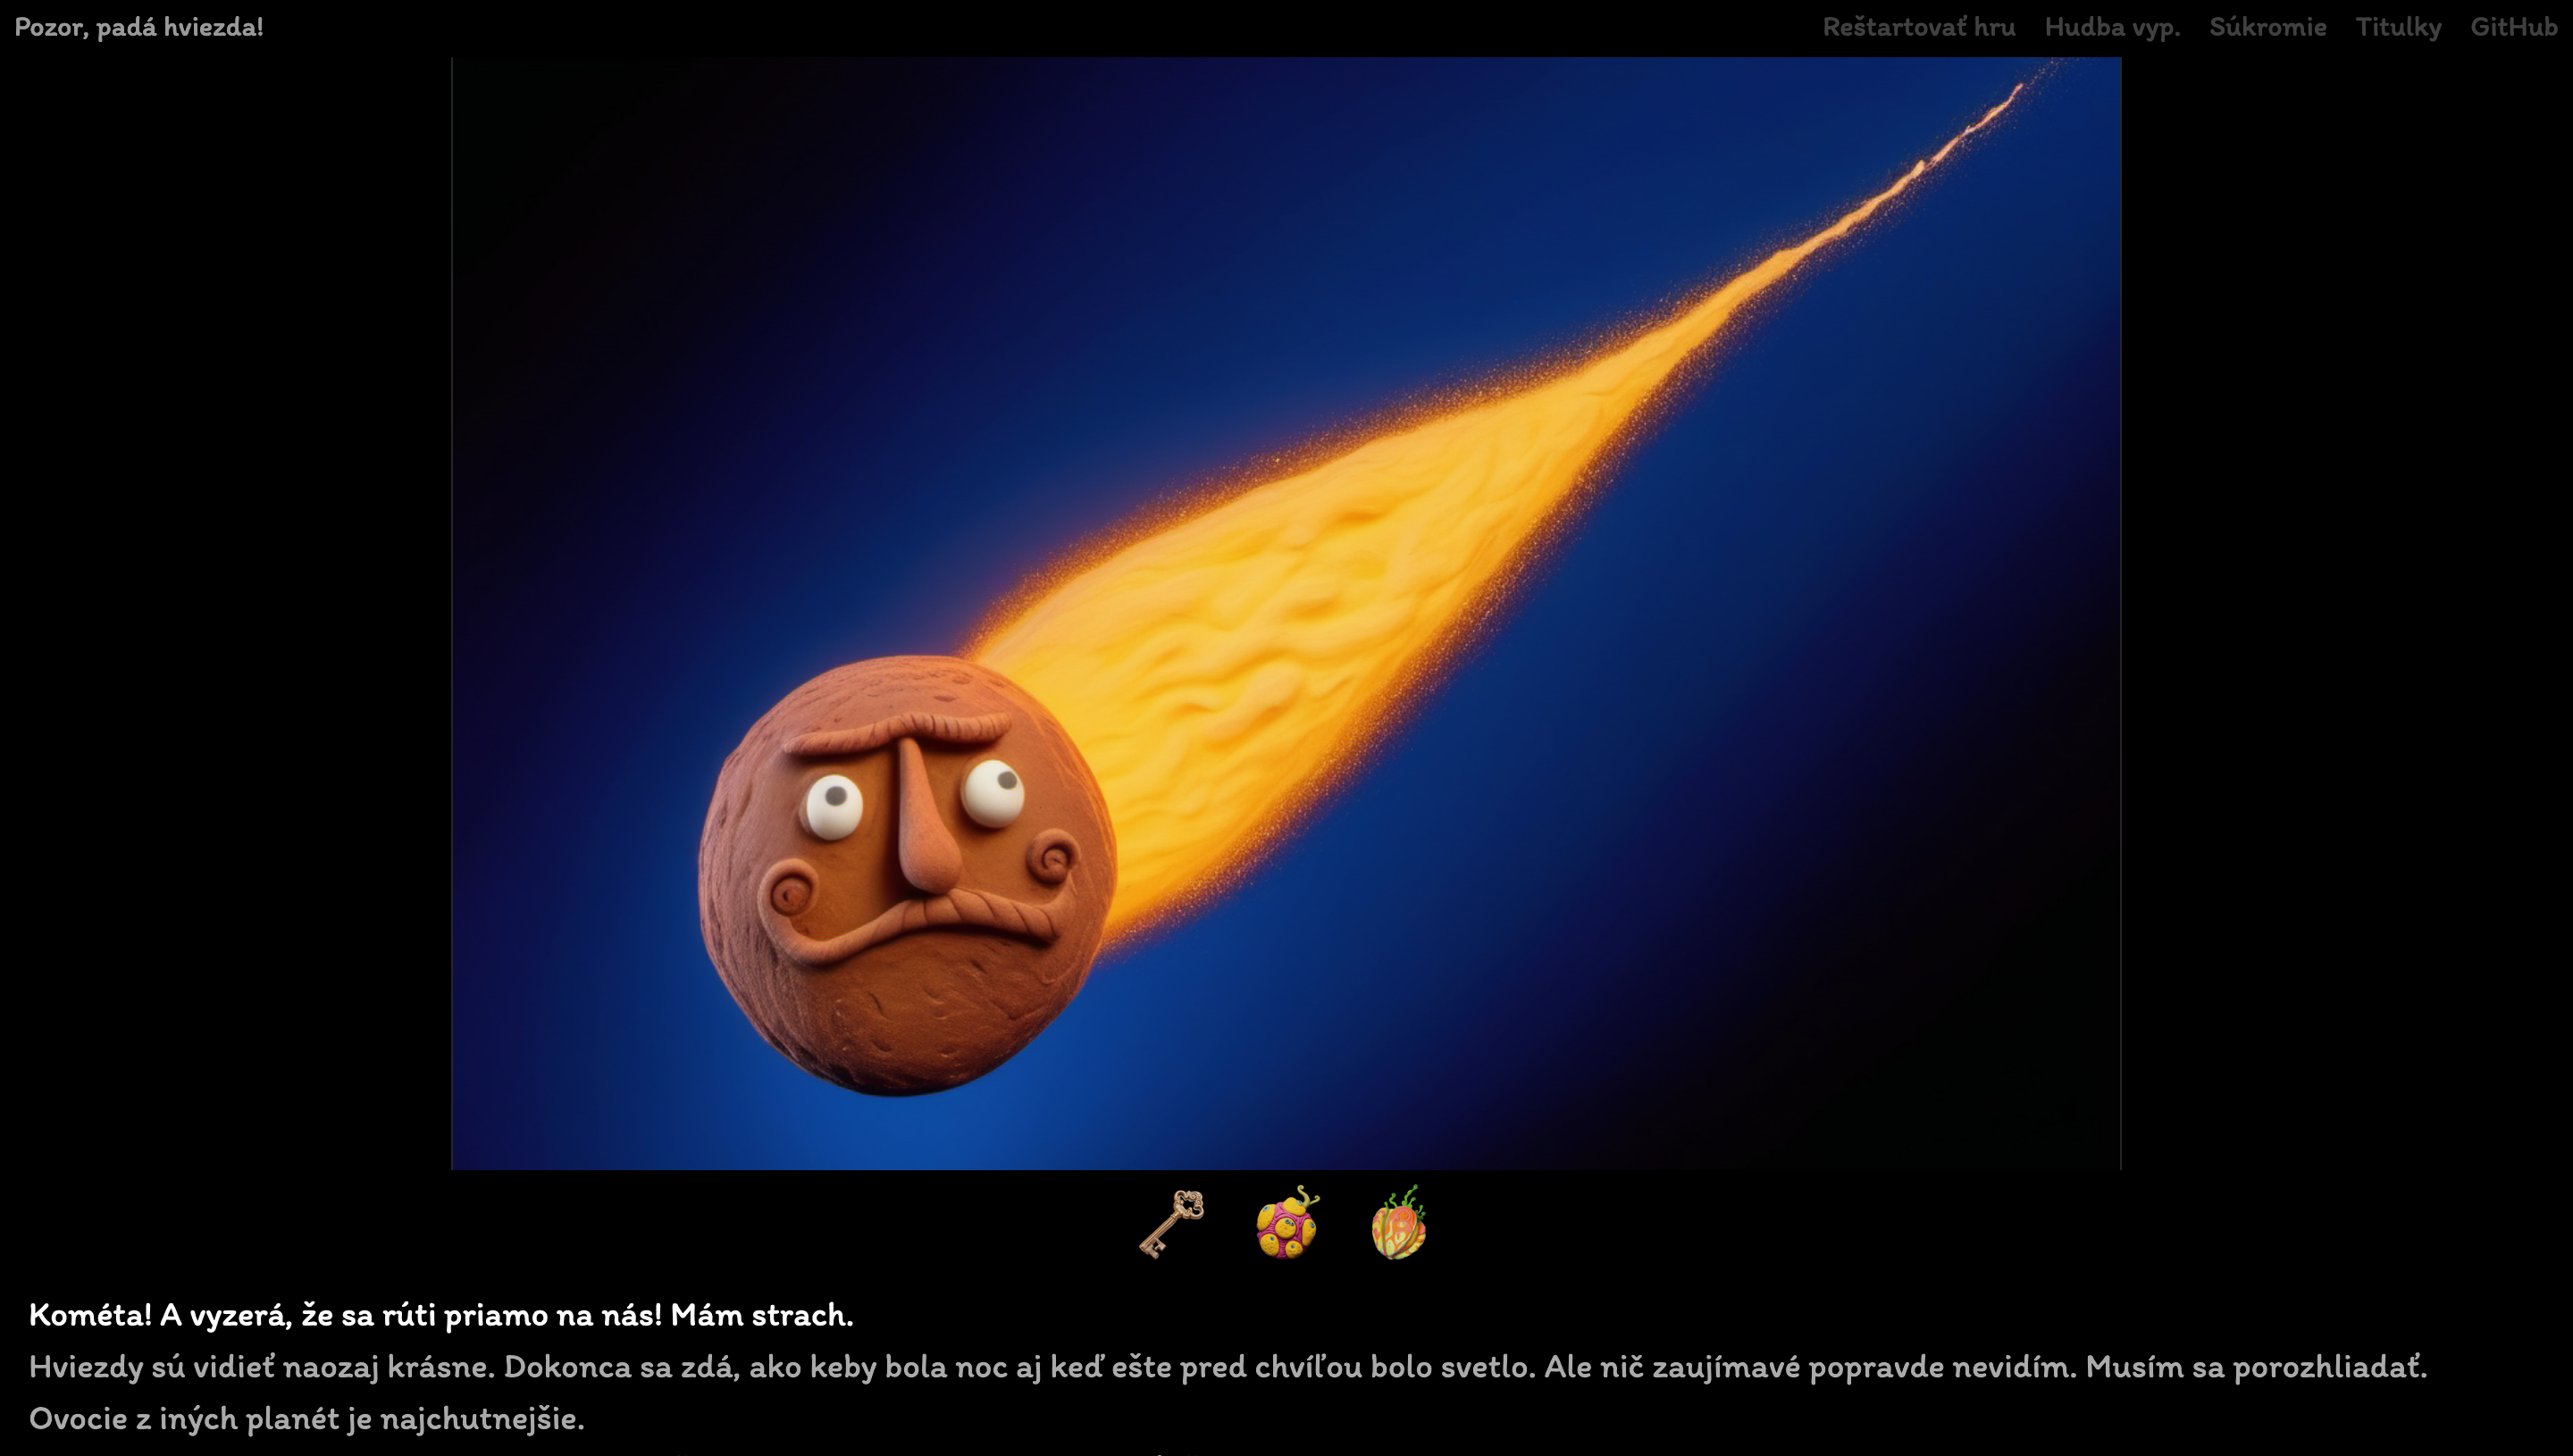 Pozor, padá hviezda!
Reštartovať hru
Hudba vyp.
Súkromie
Titulky
GitHub
Kométa! A vyzerá, že sa rúti priamo na nás! Mám strach.
Hviezdy sú vidieť naozaj krásne. Dokonca sa zdá, ako keby bola noc aj keď ešte pred chvíľou bolo svetlo. Ale nič zaujímavé popravde nevidím. Musím sa porozhliadať.
Ovocie z iných planét je najchutnejšie.